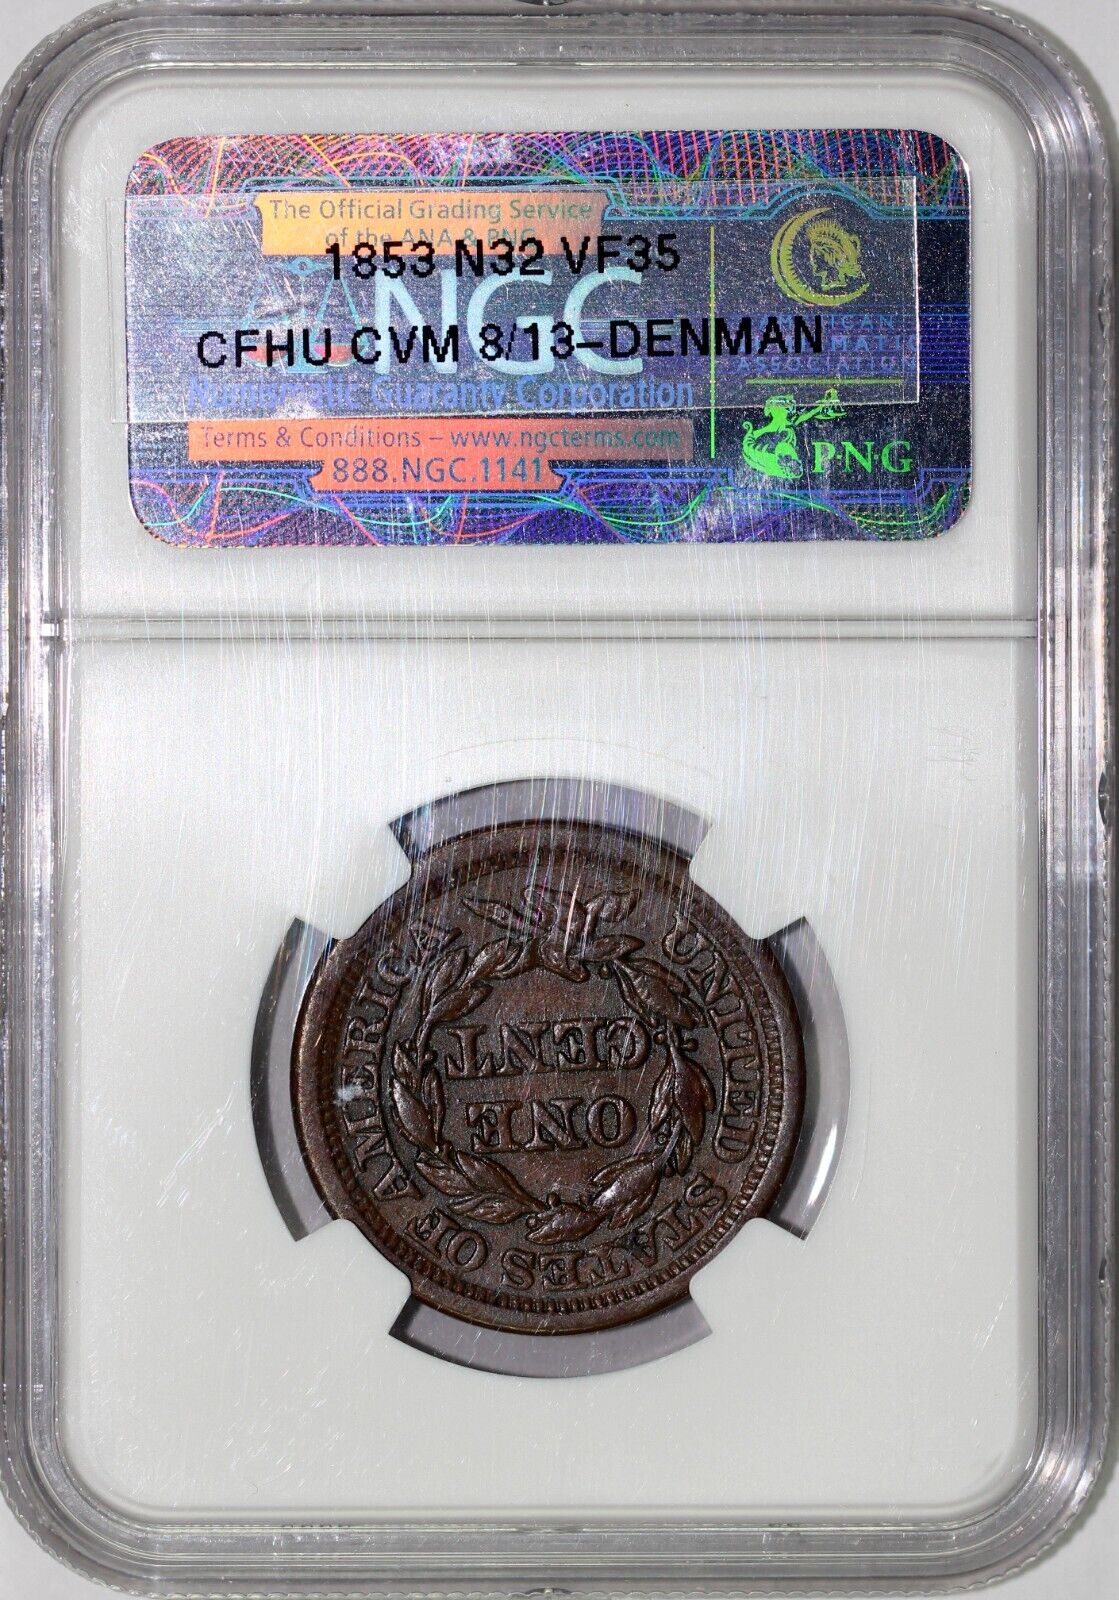 The Official Grading Service
of the ANA & PNG
1853 N32 VF35
NGC
CFHU CVM 8/13-DENMAN
Numismatic Guaranty Corporation
ASSOCIATION
Terms & Conditions – www.ngcterms.com
888.NGC.1141
P·N·G
UNITED STATES OF AMERICA
ONE
CENT